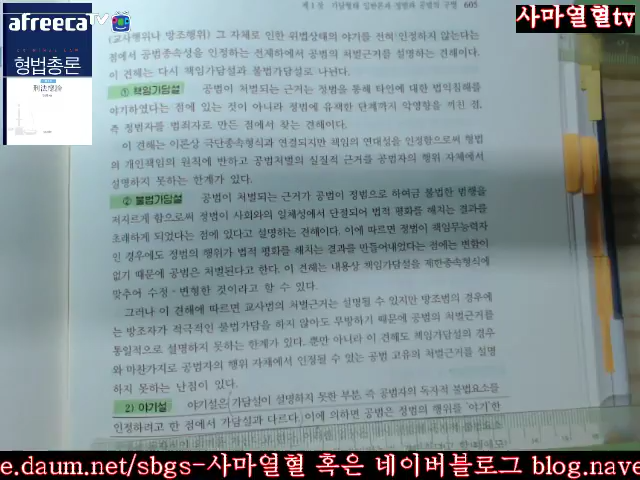 제1장 가담형태 일반론과 정범과 공범의 구별 605
사마열혈tv
afreecaTV
형법총론
刑法總論
(교사행위나 방조행위) 그 자체로 인한 위법상태의 야기를 전혀 인정하지 않는다는
점에서 공범종속성을 인정하는 전제하에서 공범의 처벌근거를 설명하는 견해이다.
이 견해는 다시 책임가담설과 불법가담설로 나뉜다.
① 책임가담설 공범이 처벌되는 근거는 정범을 통해 타인에 대한 법익침해를
야기하였다는 점에 있는 것이 아니라 정범에 유책한 단계까지 악영향을 끼친 점,
즉 정범자를 범죄자로 만든 점에서 찾는 견해이다.
이 견해는 이론상 극단종속형식과 연결되지만 책임의 연대성을 인정함으로써 형법
의 개인책임의 원칙에 반하고 공범처벌의 실질적 근거를 공범자의 행위 자체에서
설명하지 못하는 한계가 있다.
② 불법가담설 공범이 처벌되는 근거가 공범이 정범으로 하여금 불법한 범행을
저지르게 함으로써 정범이 사회와의 일체성에서 단절되어 법적 평화를 해치는 결과를
초래하게 되었다는 점에 있다고 설명하는 견해이다. 이에 따르면 정범이 책임무능력자
인 경우에도 정범의 행위가 법적 평화를 해치는 결과를 만들어내었다는 점에는 변함이
없기 때문에 공범은 처벌된다고 한다. 이 견해는 내용상 책임가담설을 제한종속형식에
맞추어 수정·변형한 것이라고 할 수 있다.
그러나 이 견해에 따르면 교사범의 처벌근거는 설명될 수 있지만 방조범의 경우에
는 방조자가 적극적인 불법가담을 하지 않아도 무방하기 때문에 공범의 처벌근거를
통일적으로 설명하지 못하는 한계가 있다. 뿐만 아니라 이 견해도 책임가담설의 경우
와 마찬가지로 공범자의 행위 자체에서 인정될 수 있는 공범 고유의 처벌근거를 설명
하지 못하는 난점이 있다.
2) 야기설 야기설은 가담설이 설명하지 못한 부분, 즉 공범자의 독자적 불법요소를
인정하려고 한 점에서 가담설과 다르다. 이에 의하면 공범은 정범의 행위를 '야기'한
e.daum.net/sbgs-사마열혈 혹은 네이버블로그 blog.nave